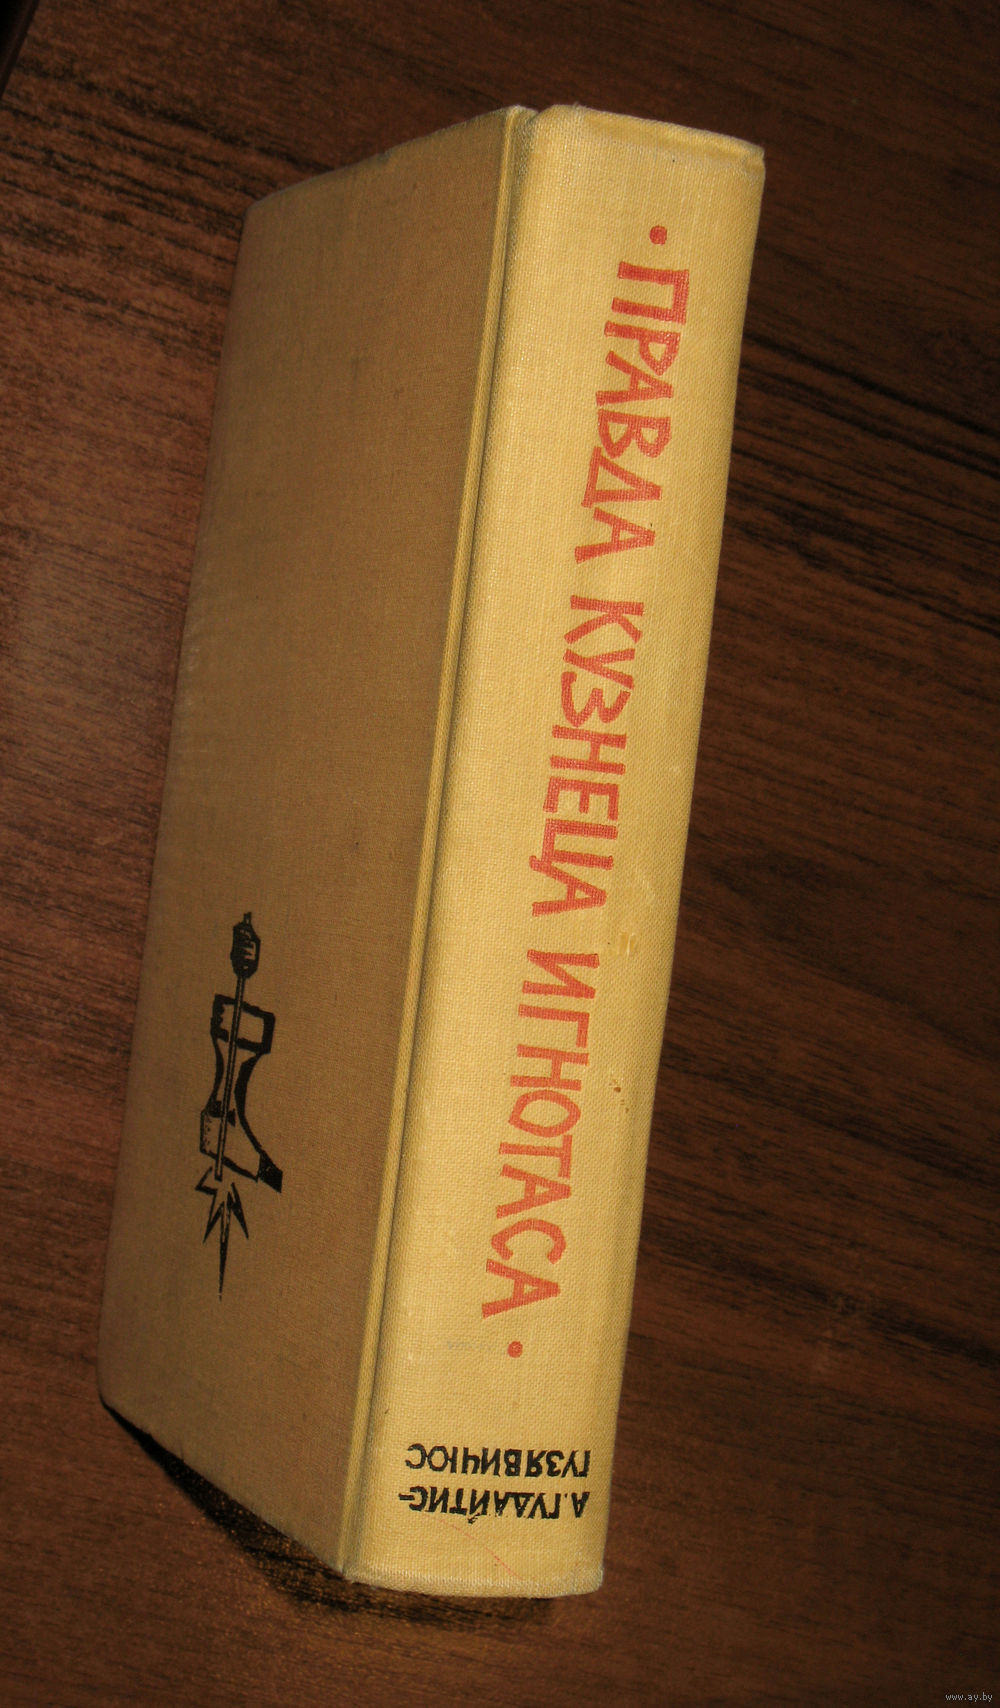 А. ГУДАЙТИС-
ГУЗЯВИЧЮС
• ПРАВДА КУЗНЕЦА ИГНОТАСА •
www.ay.by